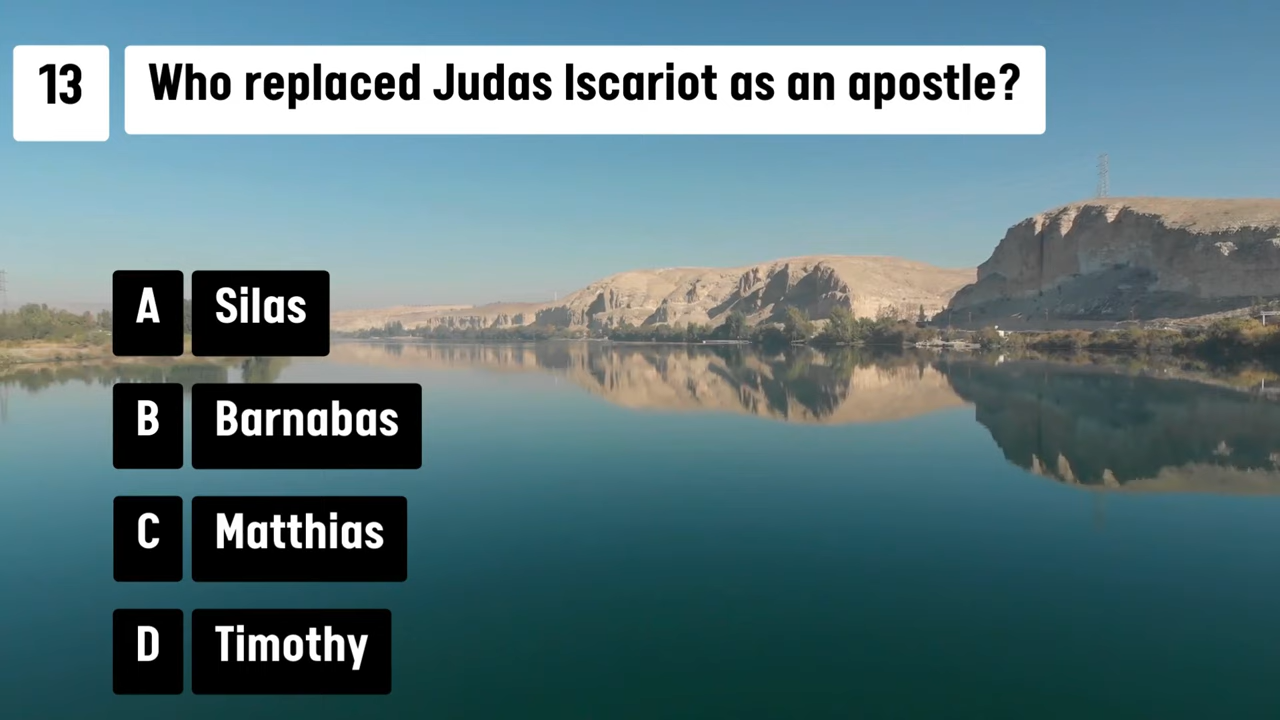 13 Who replaced Judas Iscariot as an apostle?
A Silas
B Barnabas
C Matthias
D Timothy